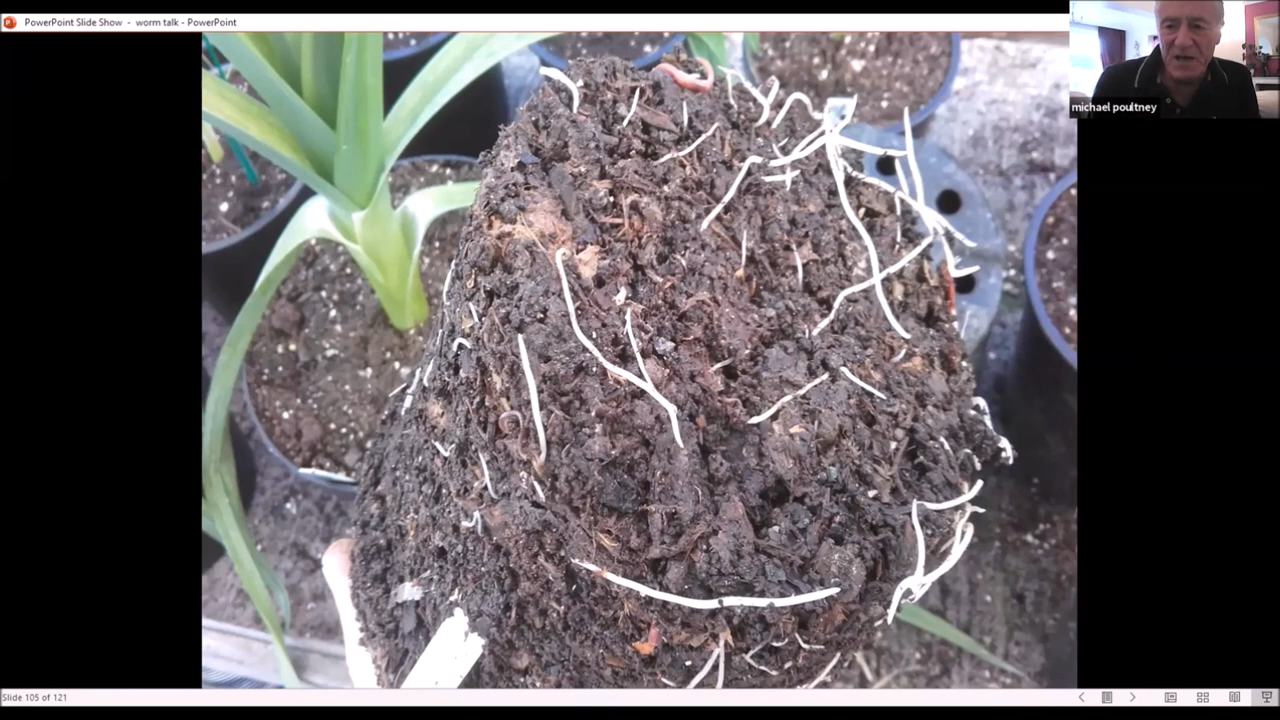 PowerPoint Slide Show - worm talk - PowerPoint
michael poultney
Slide 105 of 121